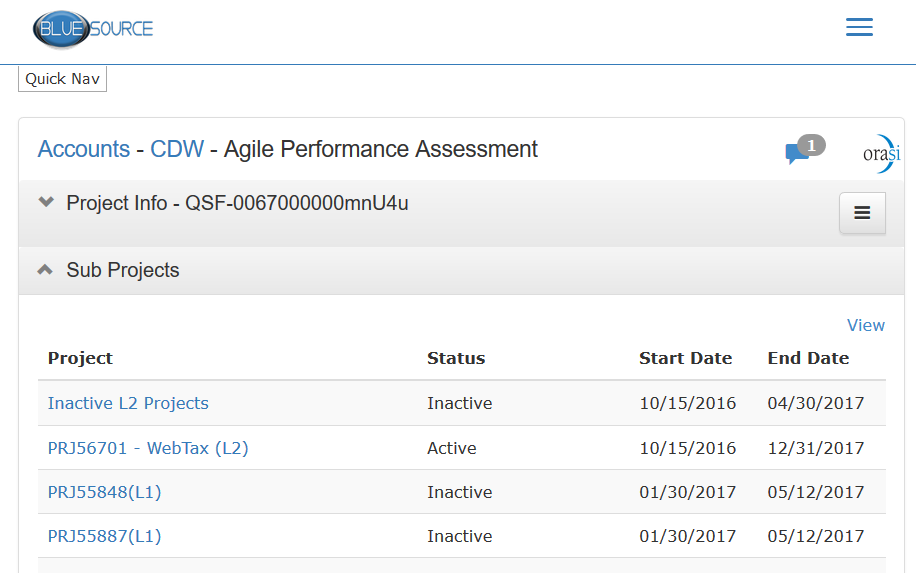 BLUE SOURCE
Quick Nav
Accounts - CDW - Agile Performance Assessment
1
orasi
Project Info - QSF-0067000000mnU4u
Sub Projects
View
Project Status Start Date End Date
Inactive L2 Projects Inactive 10/15/2016 04/30/2017
PRJ56701 - WebTax (L2) Active 10/15/2016 12/31/2017
PRJ55848(L1) Inactive 01/30/2017 05/12/2017
PRJ55887(L1) Inactive 01/30/2017 05/12/2017